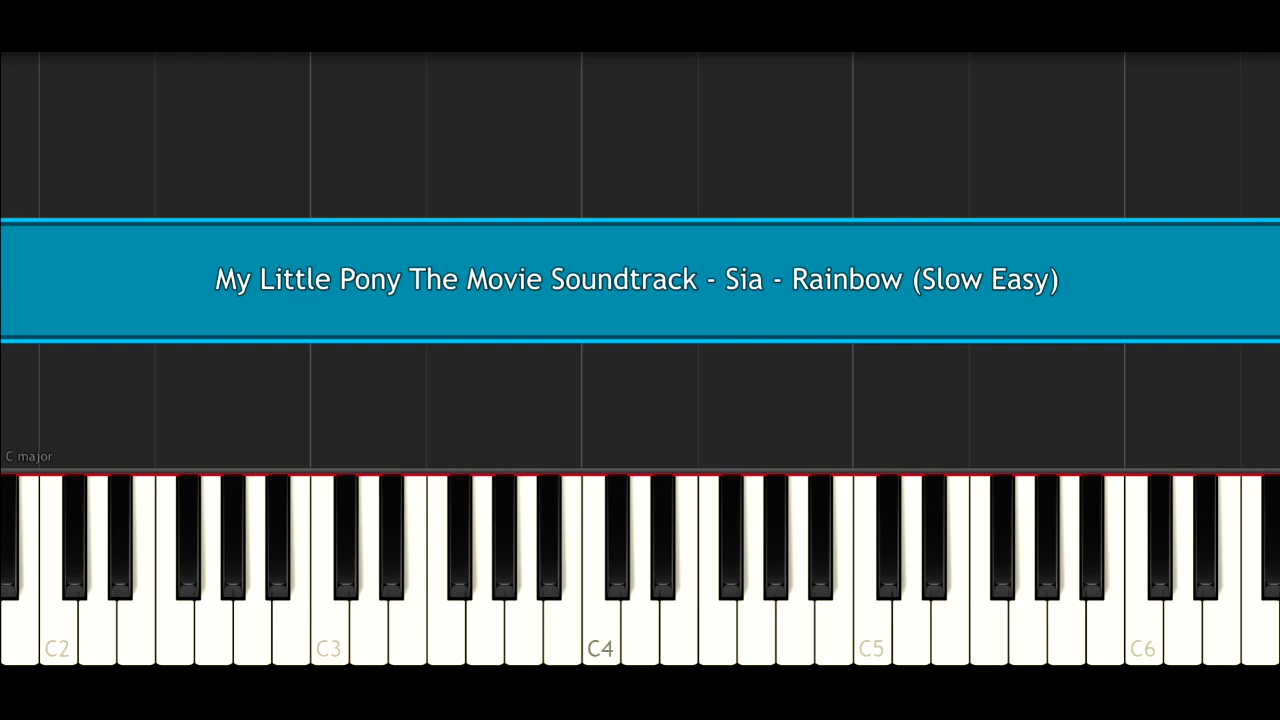 My Little Pony The Movie Soundtrack - Sia - Rainbow (Slow Easy)
C major
C2 C3 C4 C5 C6